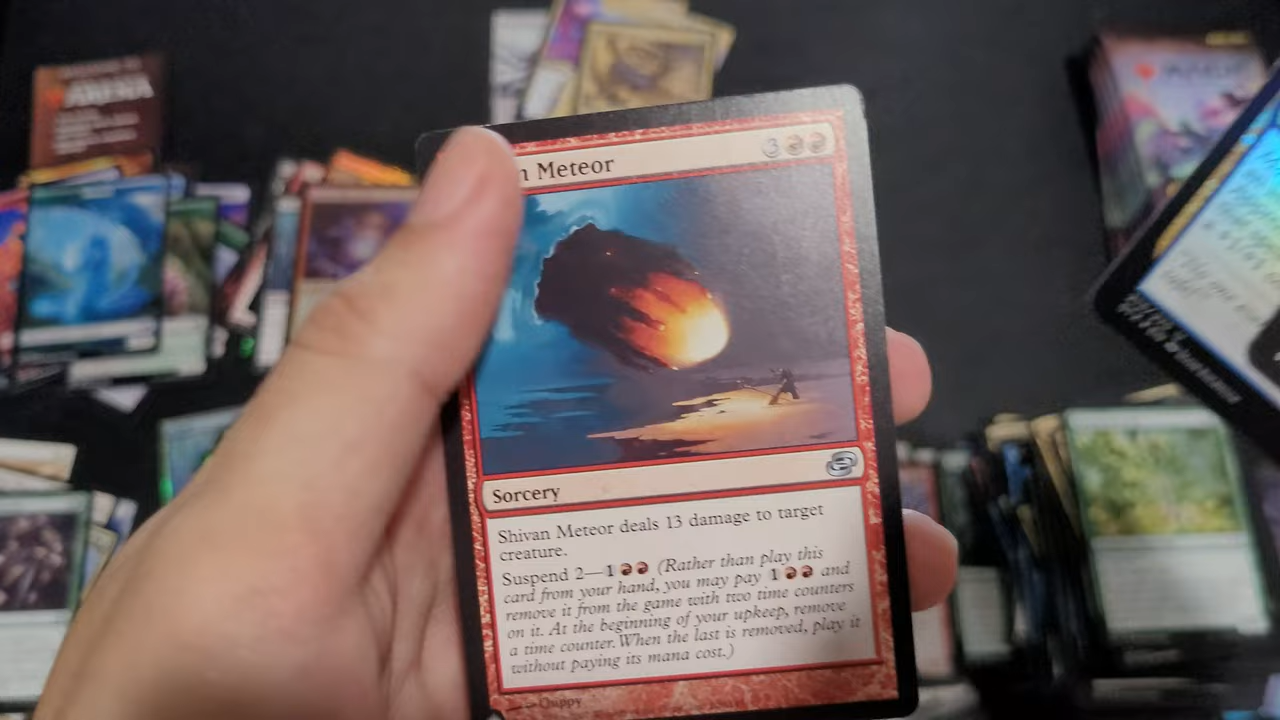 ARENA
n Meteor
3
Sorcery
Shivan Meteor deals 13 damage to target
creature.
Suspend 2—1 (Rather than play this
card from your hand, you may pay 1 and
remove it from the game with two time counters
on it. At the beginning of your upkeep, remove
a time counter. When the last is removed, play it
without paying its mana cost.)